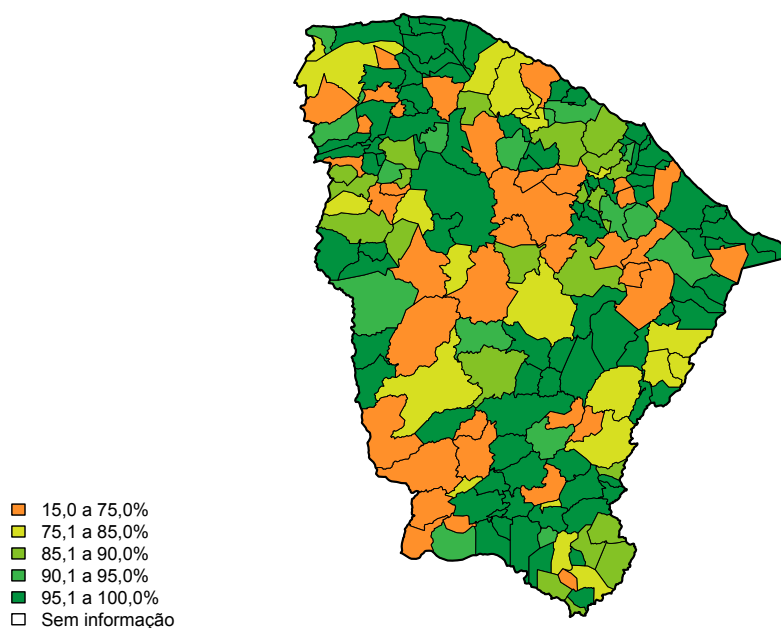 15,0 a 75,0%
75,1 a 85,0%
85,1 a 90,0%
90,1 a 95,0%
95,1 a 100,0%
Sem informação